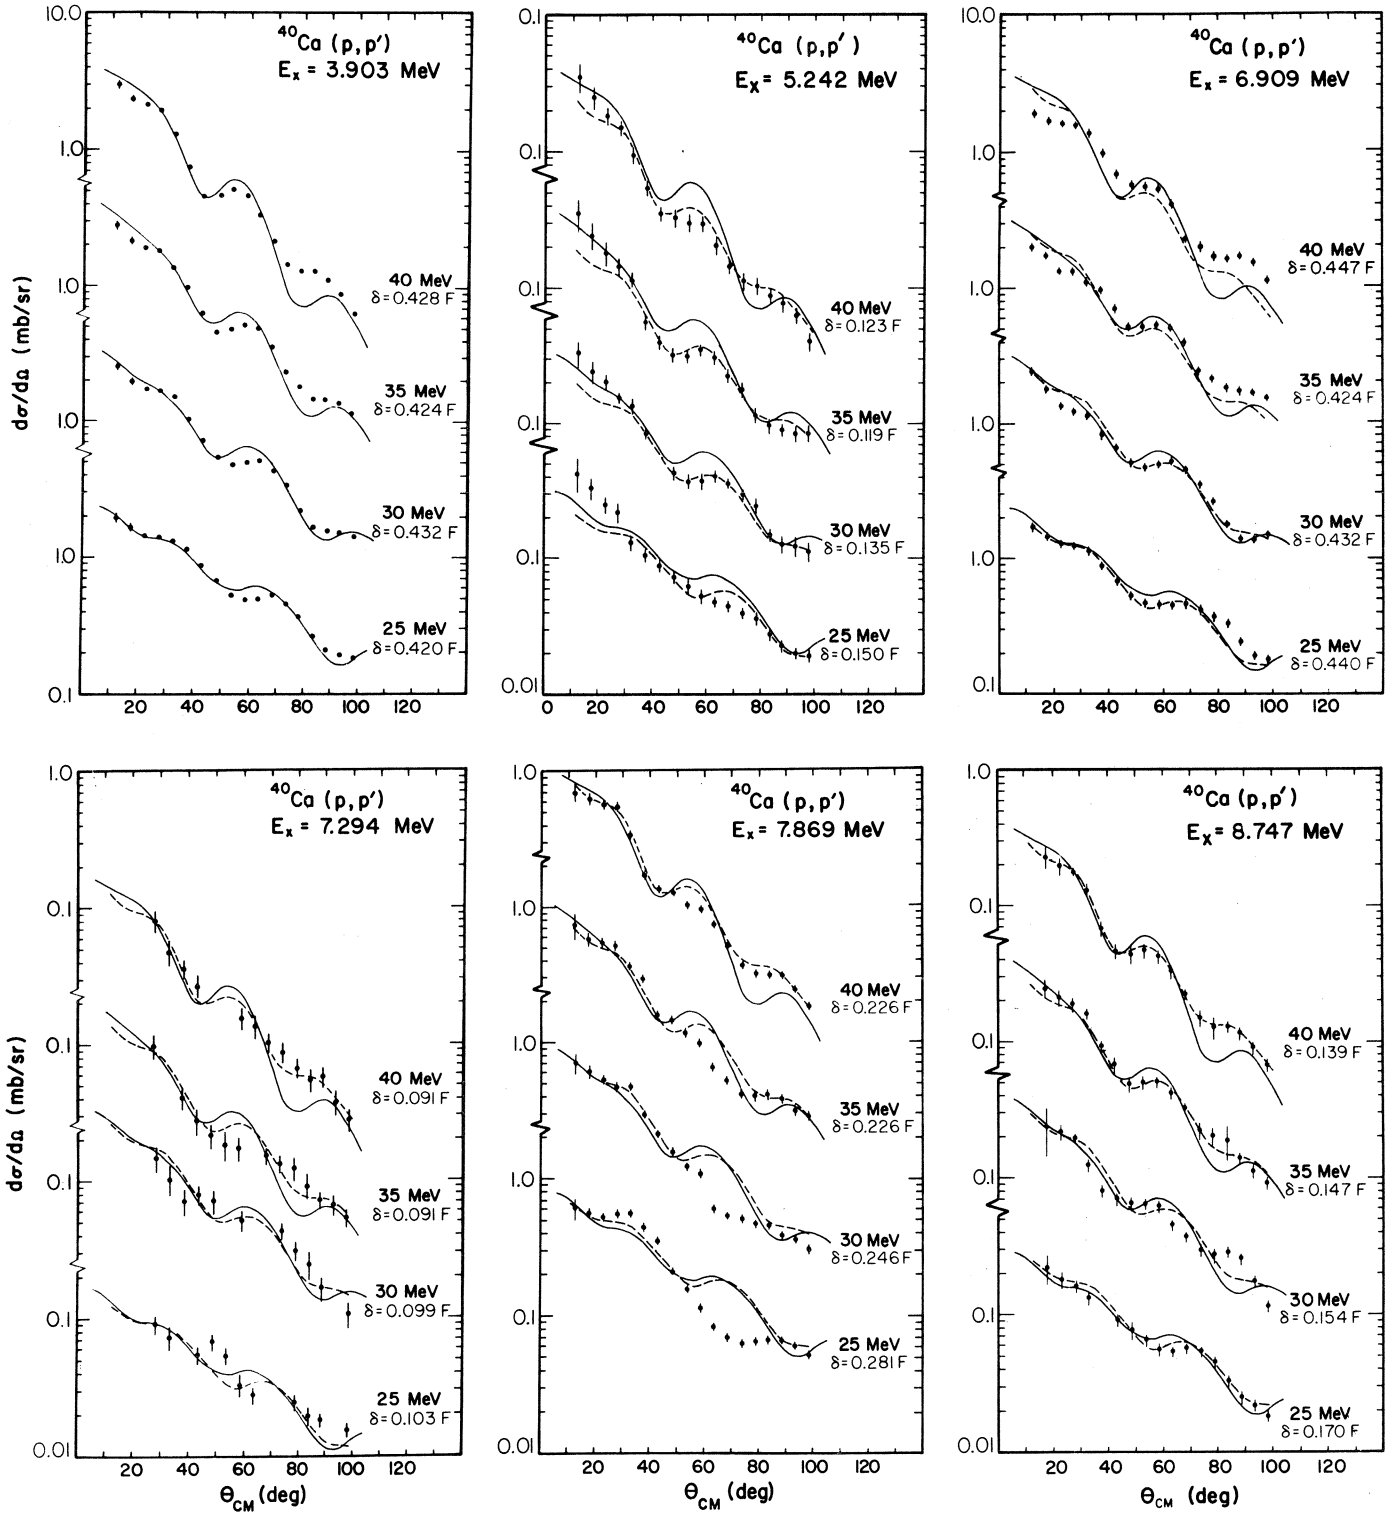 dσ/dΩ (mb/sr)
10.0
1.0
1.0
1.0
1.0
0.1
⁴⁰Ca (p,p′)
Eₓ = 3.903 MeV
40 MeV
δ=0.428 F
35 MeV
δ=0.424 F
30 MeV
δ=0.432 F
25 MeV
δ=0.420 F
20 40 60 80 100 120
0.1
0.1
0.1
0.1
0.1
0.01
⁴⁰Ca (p,p′)
Eₓ = 5.242 MeV
40 MeV
δ=0.123 F
35 MeV
δ=0.119 F
30 MeV
δ=0.135 F
25 MeV
δ=0.150 F
0 20 40 60 80 100 120
10.0
1.0
1.0
1.0
1.0
0.1
⁴⁰Ca (p,p′)
Eₓ = 6.909 MeV
40 MeV
δ=0.447 F
35 MeV
δ=0.424 F
30 MeV
δ=0.432 F
25 MeV
δ=0.440 F
20 40 60 80 100 120
dσ/dΩ (mb/sr)
1.0
0.1
0.1
0.1
0.1
0.01
⁴⁰Ca (p,p′)
Eₓ = 7.294 MeV
40 MeV
δ=0.091 F
35 MeV
δ=0.091 F
30 MeV
δ=0.099 F
25 MeV
δ=0.103 F
20 40 60 80 100 120
θCM (deg)
1.0
1.0
1.0
1.0
0.1
0.01
⁴⁰Ca (p,p′)
Eₓ = 7.869 MeV
40 MeV
δ=0.226 F
35 MeV
δ=0.226 F
30 MeV
δ=0.246 F
25 MeV
δ=0.281 F
20 40 60 80 100 120
θCM (deg)
1.0
0.1
0.1
0.1
0.1
0.01
⁴⁰Ca (p,p′)
Eₓ = 8.747 MeV
40 MeV
δ=0.139 F
35 MeV
δ=0.147 F
30 MeV
δ=0.154 F
25 MeV
δ=0.170 F
20 40 60 80 100 120
θCM (deg)